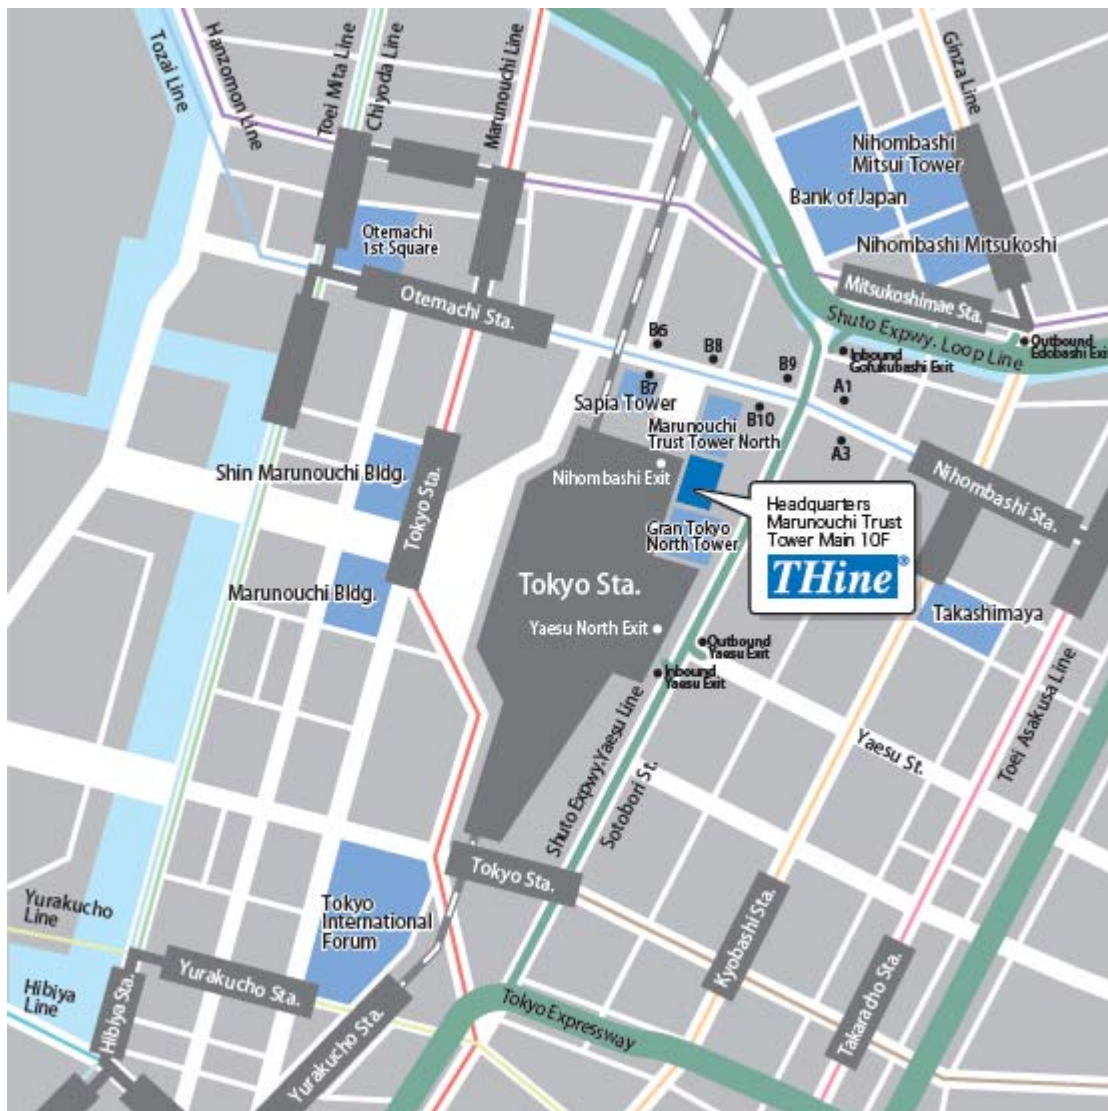 Tozai Line
Hanzomon Line
Toei Mita Line
Chiyoda Line
Marunouchi Line
Ginza Line
Nihombashi
Mitsui Tower
Bank of Japan
Nihombashi Mitsukoshi
Otemachi
1st Square
Otemachi Sta.
Mitsukoshimae Sta.
Shuto Expwy. Loop Line
Outbound
Edobashi Exit
Inbound
Gofukubashi Exit
B6
B8
B9
B7
A1
B10
A3
Sapia Tower
Marunouchi
Trust Tower North
Shin Marunouchi Bldg.
Tokyo Sta.
Nihombashi Exit
Nihombashi Sta.
Headquarters
Marunouchi Trust
Tower Main 10F
THine®
Gran Tokyo
North Tower
Marunouchi Bldg.
Tokyo Sta.
Takashimaya
Yaesu North Exit
Outbound
Yaesu Exit
Inbound
Yaesu Exit
Shuto Expwy.Yaesu Line
Sotobori St.
Yaesu St.
Toei Asakusa Line
Tokyo Sta.
Yurakucho
Line
Tokyo
International
Forum
Yurakucho Sta.
Kyobashi Sta.
Takaracho Sta.
Hibiya
Line
Hibiya Sta.
Yurakucho Sta.
Tokyo Expressway